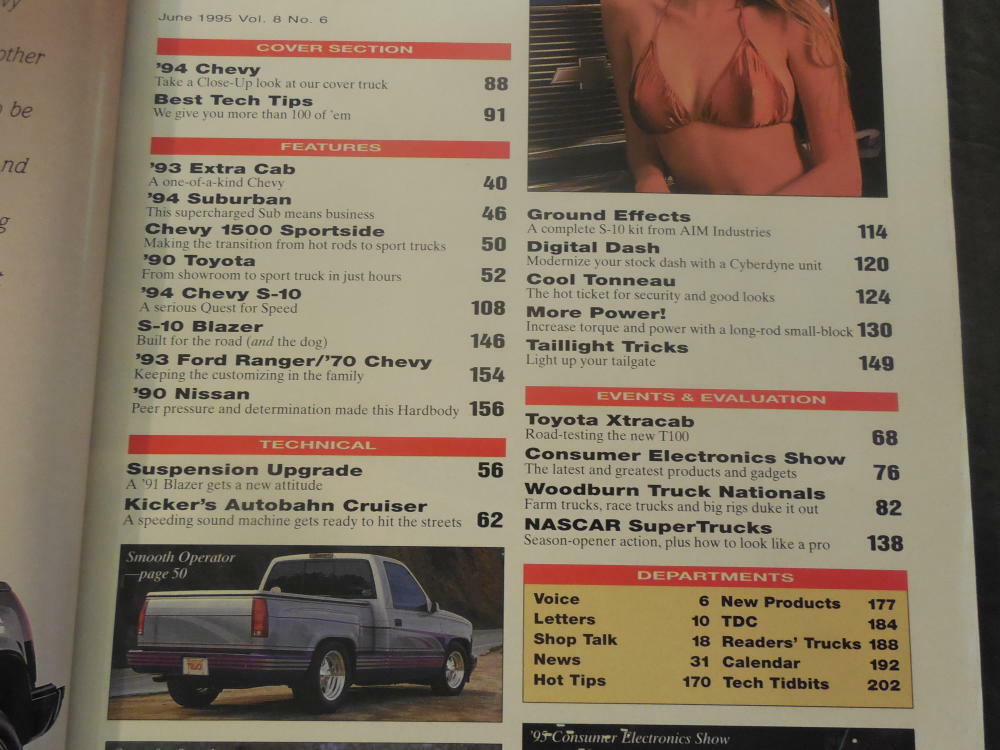 vy
other
be
nd
g
June 1995 Vol. 8 No. 6
COVER SECTION
'94 Chevy
Take a Close-Up look at our cover truck 88
Best Tech Tips
We give you more than 100 of 'em 91
FEATURES
'93 Extra Cab
A one-of-a-kind Chevy 40
'94 Suburban
This supercharged Sub means business 46
Chevy 1500 Sportside
Making the transition from hot rods to sport trucks 50
'90 Toyota
From showroom to sport truck in just hours 52
'94 Chevy S-10
A serious Quest for Speed 108
S-10 Blazer
Built for the road (and the dog) 146
'93 Ford Ranger/'70 Chevy
Keeping the customizing in the family 154
'90 Nissan
Peer pressure and determination made this Hardbody 156
TECHNICAL
Suspension Upgrade 56
A '91 Blazer gets a new attitude
Kicker's Autobahn Cruiser
A speeding sound machine gets ready to hit the streets 62
Smooth Operator
—page 50
Ground Effects
A complete S-10 kit from AIM Industries 114
Digital Dash
Modernize your stock dash with a Cyberdyne unit 120
Cool Tonneau
The hot ticket for security and good looks 124
More Power!
Increase torque and power with a long-rod small-block 130
Taillight Tricks
Light up your tailgate 149
EVENTS & EVALUATION
Toyota Xtracab
Road-testing the new T100 68
Consumer Electronics Show
The latest and greatest products and gadgets 76
Woodburn Truck Nationals
Farm trucks, race trucks and big rigs duke it out 82
NASCAR SuperTrucks
Season-opener action, plus how to look like a pro 138
DEPARTMENTS
Voice 6 New Products 177
Letters 10 TDC 184
Shop Talk 18 Readers' Trucks 188
News 31 Calendar 192
Hot Tips 170 Tech Tidbits 202
'95 Consumer Electronics Show